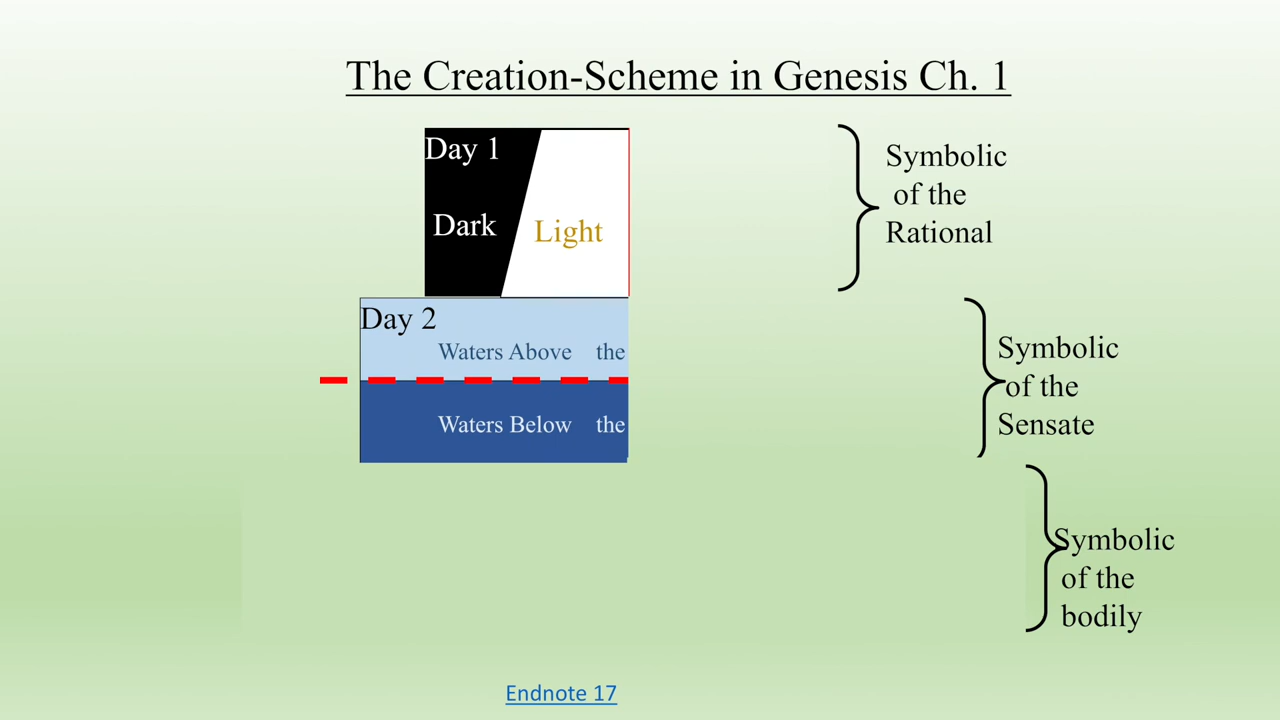 The Creation-Scheme in Genesis Ch. 1
Day 1
Dark
Light
Symbolic
of the
Rational
Day 2
Waters Above the
Waters Below the
Symbolic
of the
Sensate
Symbolic
of the
bodily
Endnote 17